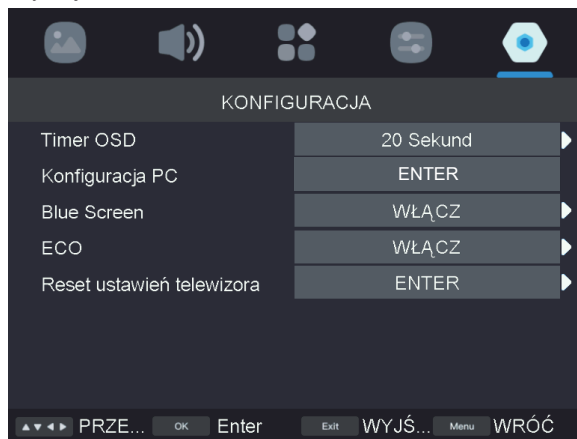 KONFIGURACJA
Timer OSD 20 Sekund
Konfiguracja PC ENTER
Blue Screen WŁĄCZ
ECO WŁĄCZ
Reset ustawień telewizora ENTER
PRZE... OK Enter Exit WYJŚ... Menu WRÓĆ